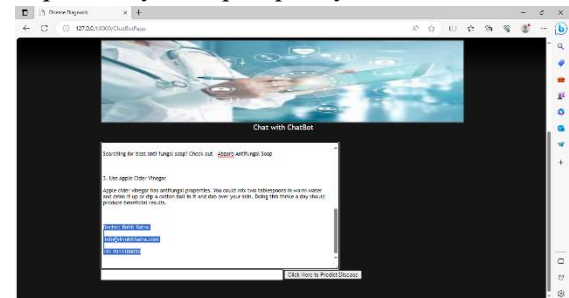 Disease Diagnosis
127.0.0.1:8000/ChatBotPage
Chat with ChatBot
Searching for best anti fungal soap? Check out - Antifungal Soap
3. Use Apple Cider Vinegar
Apple cider vinegar has antifungal properties. You could mix two tablespoons in warm water
and drink it up or dip a cotton ball in it and dab over your skin. Doing this thrice a day should
produce beneficial results.
Doctor: Rohit Batra
Click Here to Predict Disease